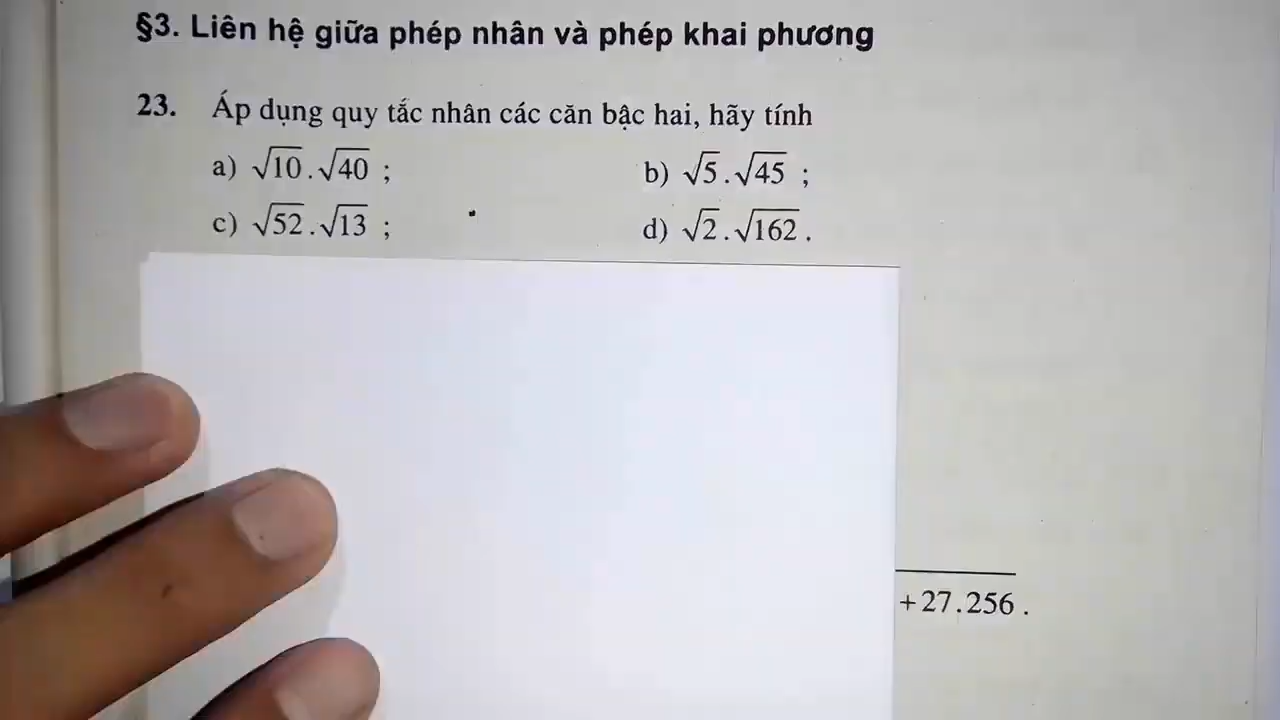 §3. Liên hệ giữa phép nhân và phép khai phương
23. Áp dụng quy tắc nhân các căn bậc hai, hãy tính
a) √10.√40 ; b) √5.√45 ;
c) √52.√13 ; d) √2.√162 .
+27.256 .